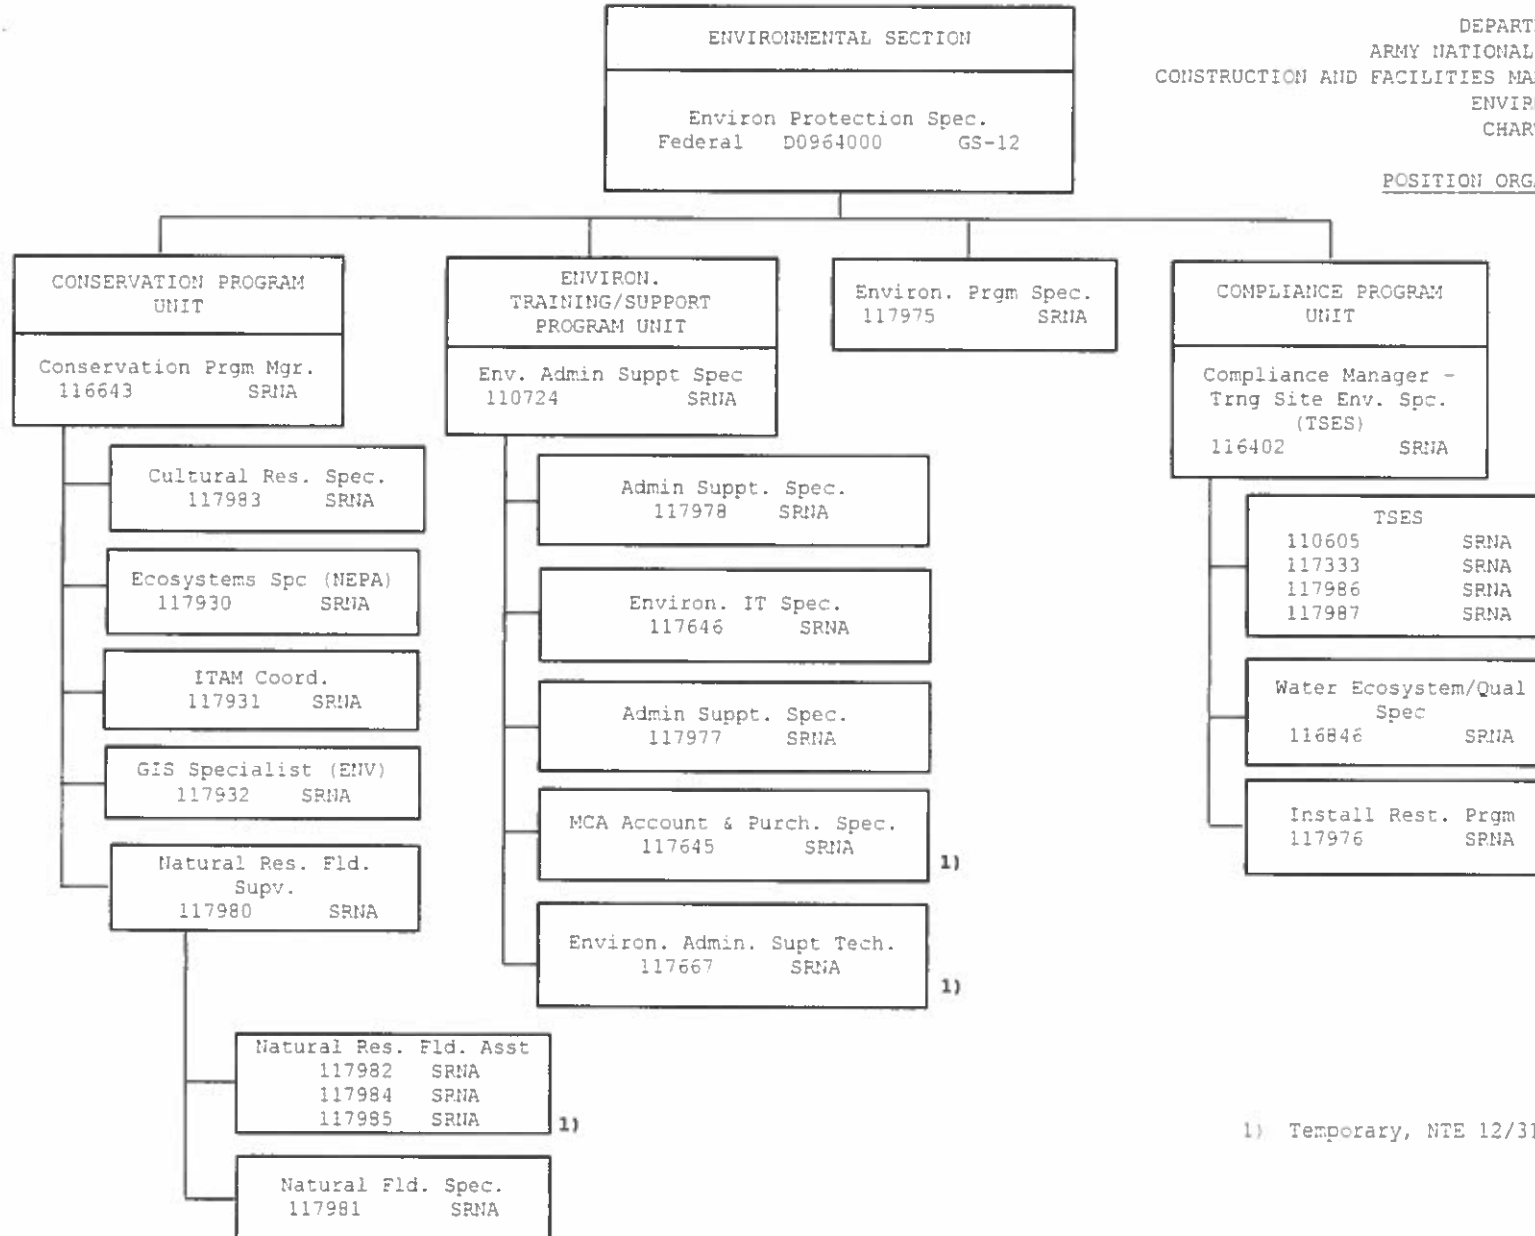 ENVIRONMENTAL SECTION
Environ Protection Spec.
Federal D0964000 GS-12
DEPART
ARMY NATIONAL
CONSTRUCTION AND FACILITIES MA
ENVIR
CHAR
POSITION ORGA
CONSERVATION PROGRAM
UNIT
Conservation Prgm Mgr.
116643 SRNA
Cultural Res. Spec.
117983 SRNA
Ecosystems Spc (NEPA)
117930 SRNA
ITAM Coord.
117931 SRNA
GIS Specialist (ENV)
117932 SRNA
Natural Res. Fld.
Supv.
117980 SRNA
Natural Res. Fld. Asst
117982 SRNA
117984 SRNA
117985 SRNA
1)
Natural Fld. Spec.
117981 SRNA
ENVIRON.
TRAINING/SUPPORT
PROGRAM UNIT
Env. Admin Suppt Spec
110724 SRNA
Admin Suppt. Spec.
117978 SRNA
Environ. IT Spec.
117646 SRNA
Admin Suppt. Spec.
117977 SRNA
MCA Account & Purch. Spec.
117645 SRNA
1)
Environ. Admin. Supt Tech.
117667 SRNA
1)
Environ. Prgm Spec.
117975 SRNA
COMPLIANCE PROGRAM
UNIT
Compliance Manager -
Trng Site Env. Spc.
(TSES)
116402 SRNA
TSES
110605 SRNA
117333 SRNA
117986 SRNA
117987 SRNA
Water Ecosystem/Qual
Spec
116846 SRNA
Install Rest. Prgm
117976 SRNA
1) Temporary, NTE 12/31